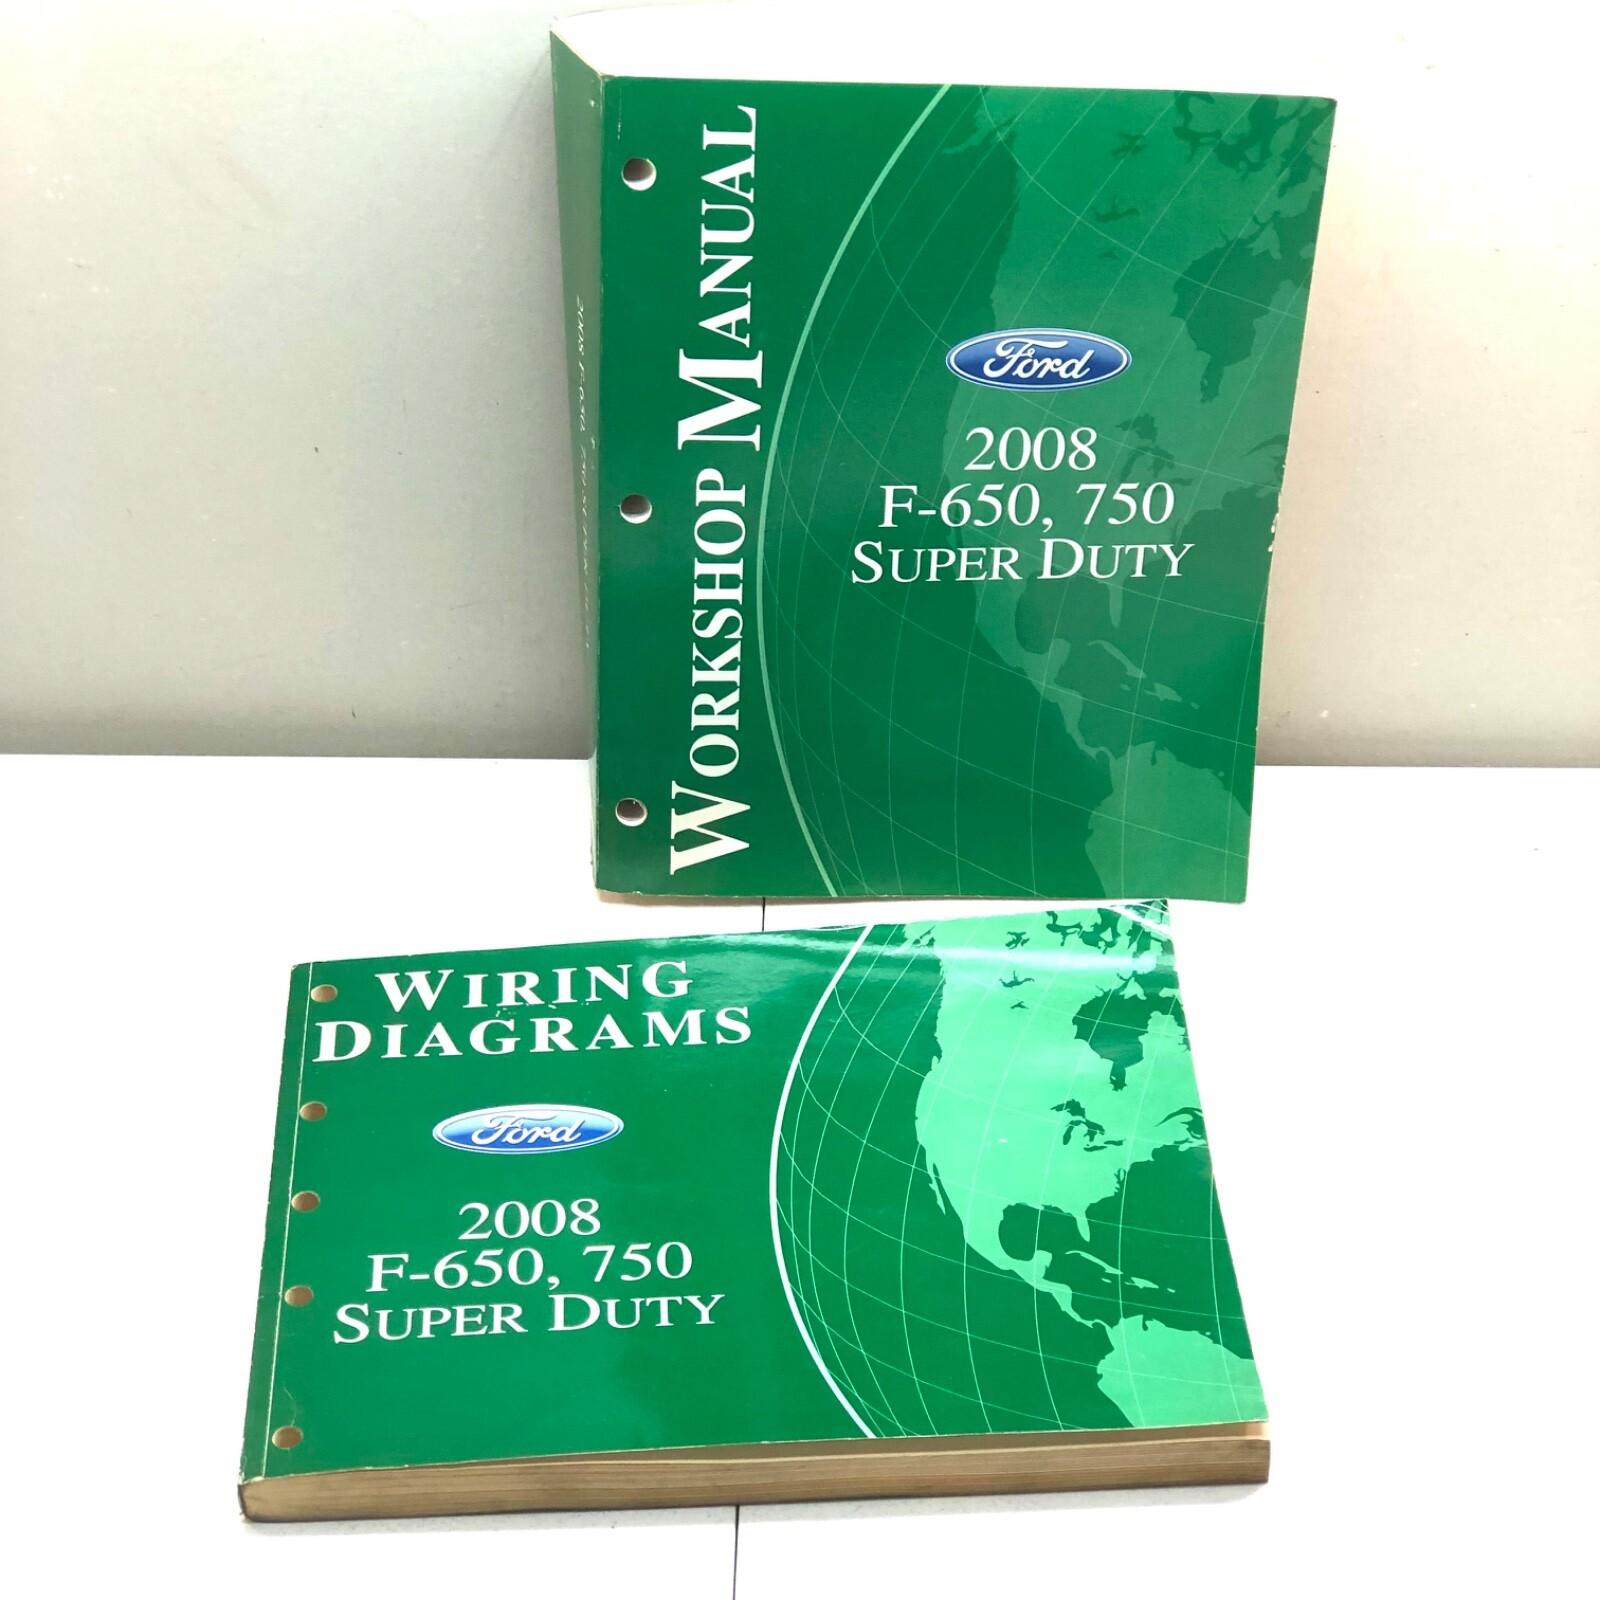 WORKSHOP MANUAL
Ford
2008
F-650, 750
SUPER DUTY
WIRING
DIAGRAMS
Ford
2008
F-650, 750
SUPER DUTY